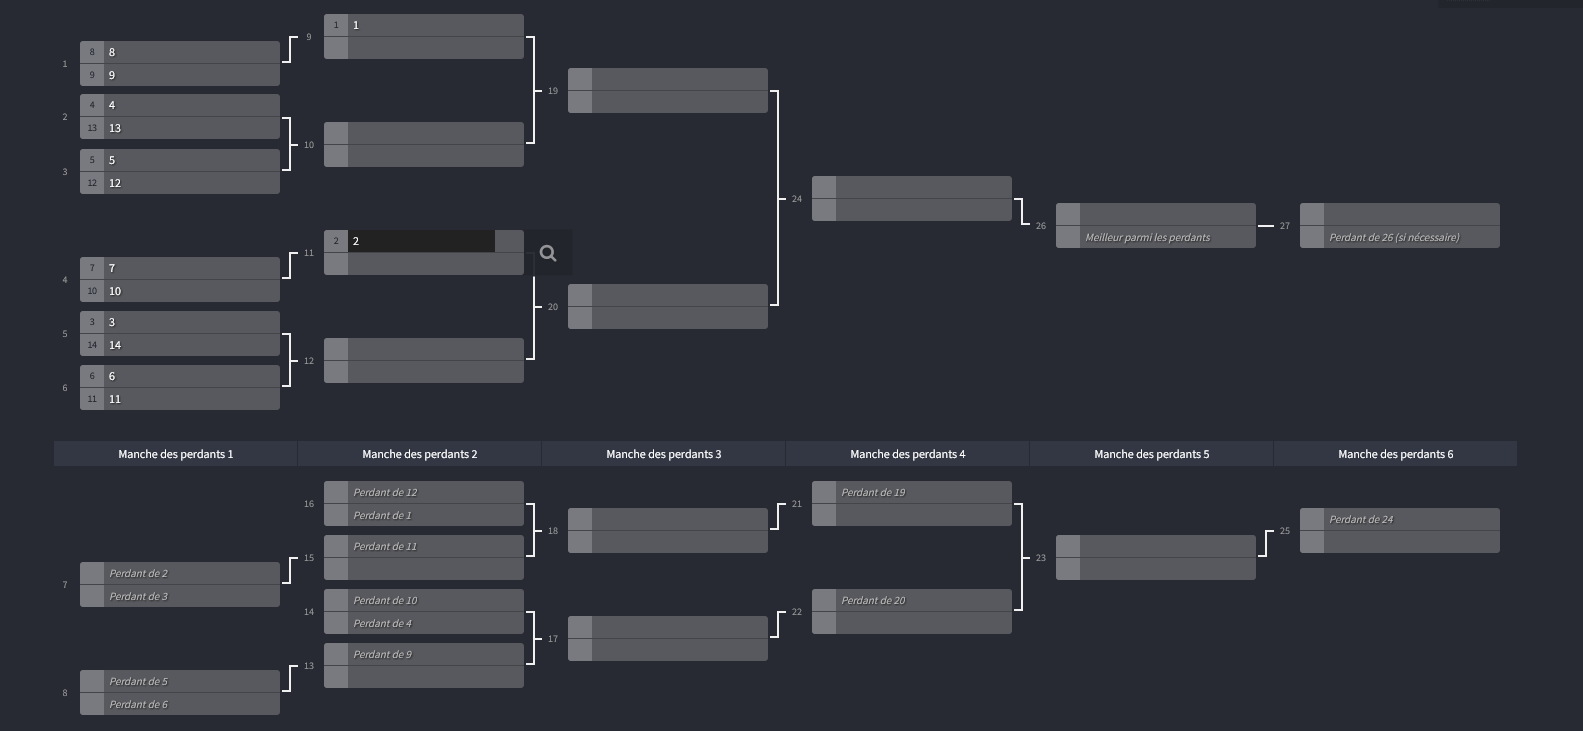 1
8 8
9 9
2
4 4
13 13
3
5 5
12 12
4
7 7
10 10
5
3 3
14 14
6
6 6
11 11
9
1 1
10
11
2 2
12
19
20
24
26
Meilleur parmi les perdants
27
Perdant de 26 (si nécessaire)
Manche des perdants 1
Manche des perdants 2
Manche des perdants 3
Manche des perdants 4
Manche des perdants 5
Manche des perdants 6
7
Perdant de 2
Perdant de 3
8
Perdant de 5
Perdant de 6
16
Perdant de 12
Perdant de 1
15
Perdant de 11
14
Perdant de 10
Perdant de 4
13
Perdant de 9
18
17
21
Perdant de 19
22
Perdant de 20
23
25
Perdant de 24